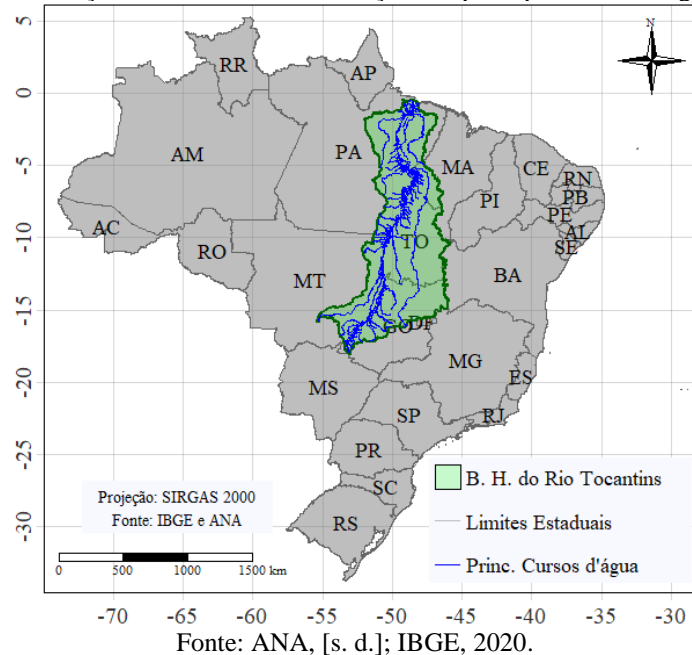 5
0
-5
-10
-15
-20
-25
-30
N
RR
AP
AM
PA
MA
CE
RN
PB
PI
PE
AL
SE
AC
TO
RO
BA
MT
GO
DF
MG
ES
MS
SP
RJ
PR
SC
RS
Projeção: SIRGAS 2000
Fonte: IBGE e ANA
0 500 1000 1500 km
B. H. do Rio Tocantins
Limites Estaduais
Princ. Cursos d'água
-70 -65 -60 -55 -50 -45 -40 -35 -30
Fonte: ANA, [s. d.]; IBGE, 2020.